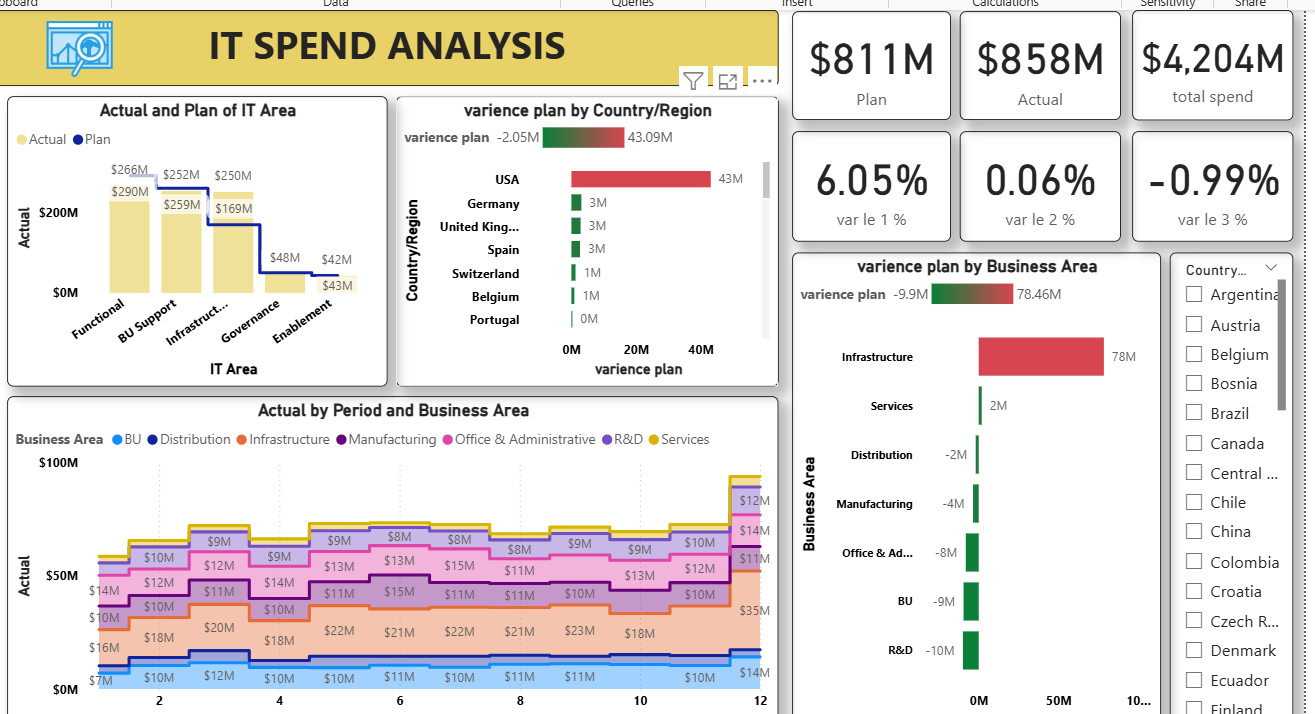 Data
Queries
Insert
Calculations
Sensitivity
Share
IT SPEND ANALYSIS
$811M
Plan
$858M
Actual
$4,204M
total spend
6.05%
var le 1 %
0.06%
var le 2 %
-0.99%
var le 3 %
Actual and Plan of IT Area
Actual Plan
$266M
$290M
$252M
$259M
$250M
$169M
$48M
$42M
$43M
$200M
$0M
Actual
Functional
BU Support
Infrastruct...
Governance
Enablement
IT Area
varience plan by Country/Region
varience plan -2.05M 43.09M
Country/Region
USA 43M
Germany 3M
United King... 3M
Spain 3M
Switzerland 1M
Belgium 1M
Portugal 0M
0M 20M 40M
varience plan
Actual by Period and Business Area
Business Area BU Distribution Infrastructure Manufacturing Office & Administrative R&D Services
$100M
$50M
$0M
Actual
$12M
$10M $9M $9M $9M $8M $8M $8M $9M $9M $10M
$14M
$14M $12M $12M $14M $13M $13M $15M $11M $13M $12M
$11M
$10M $10M $11M $10M $11M $15M $11M $11M $10M $10M
$35M
$16M $18M $20M $18M $22M $21M $22M $21M $23M $18M
$7M $10M $12M $10M $10M $11M $10M $11M $11M $10M $14M
2 4 6 8 10 12
varience plan by Business Area
varience plan -9.9M 78.46M
Business Area
Infrastructure 78M
Services 2M
Distribution -2M
Manufacturing -4M
Office & Ad... -8M
BU -9M
R&D -10M
0M 50M 10...
Country...
Argentina
Austria
Belgium
Bosnia
Brazil
Canada
Central ...
Chile
China
Colombia
Croatia
Czech R...
Denmark
Ecuador
Finland